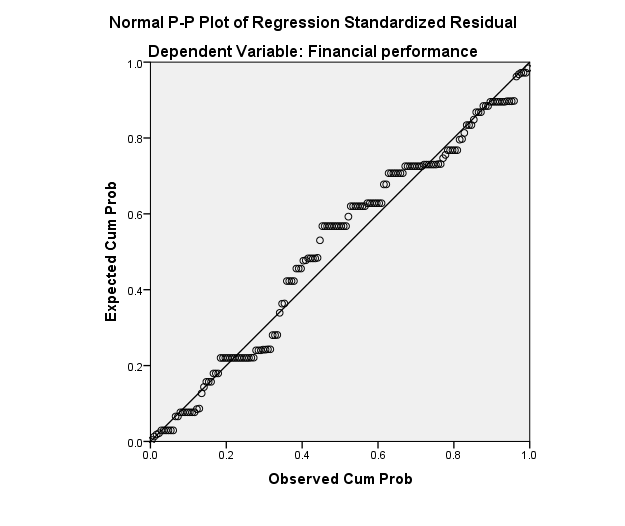 Normal P-P Plot of Regression Standardized Residual
Dependent Variable: Financial performance
1.0
0.8
0.6
0.4
0.2
0.0
Expected Cum Prob
0.0 0.2 0.4 0.6 0.8 1.0
Observed Cum Prob